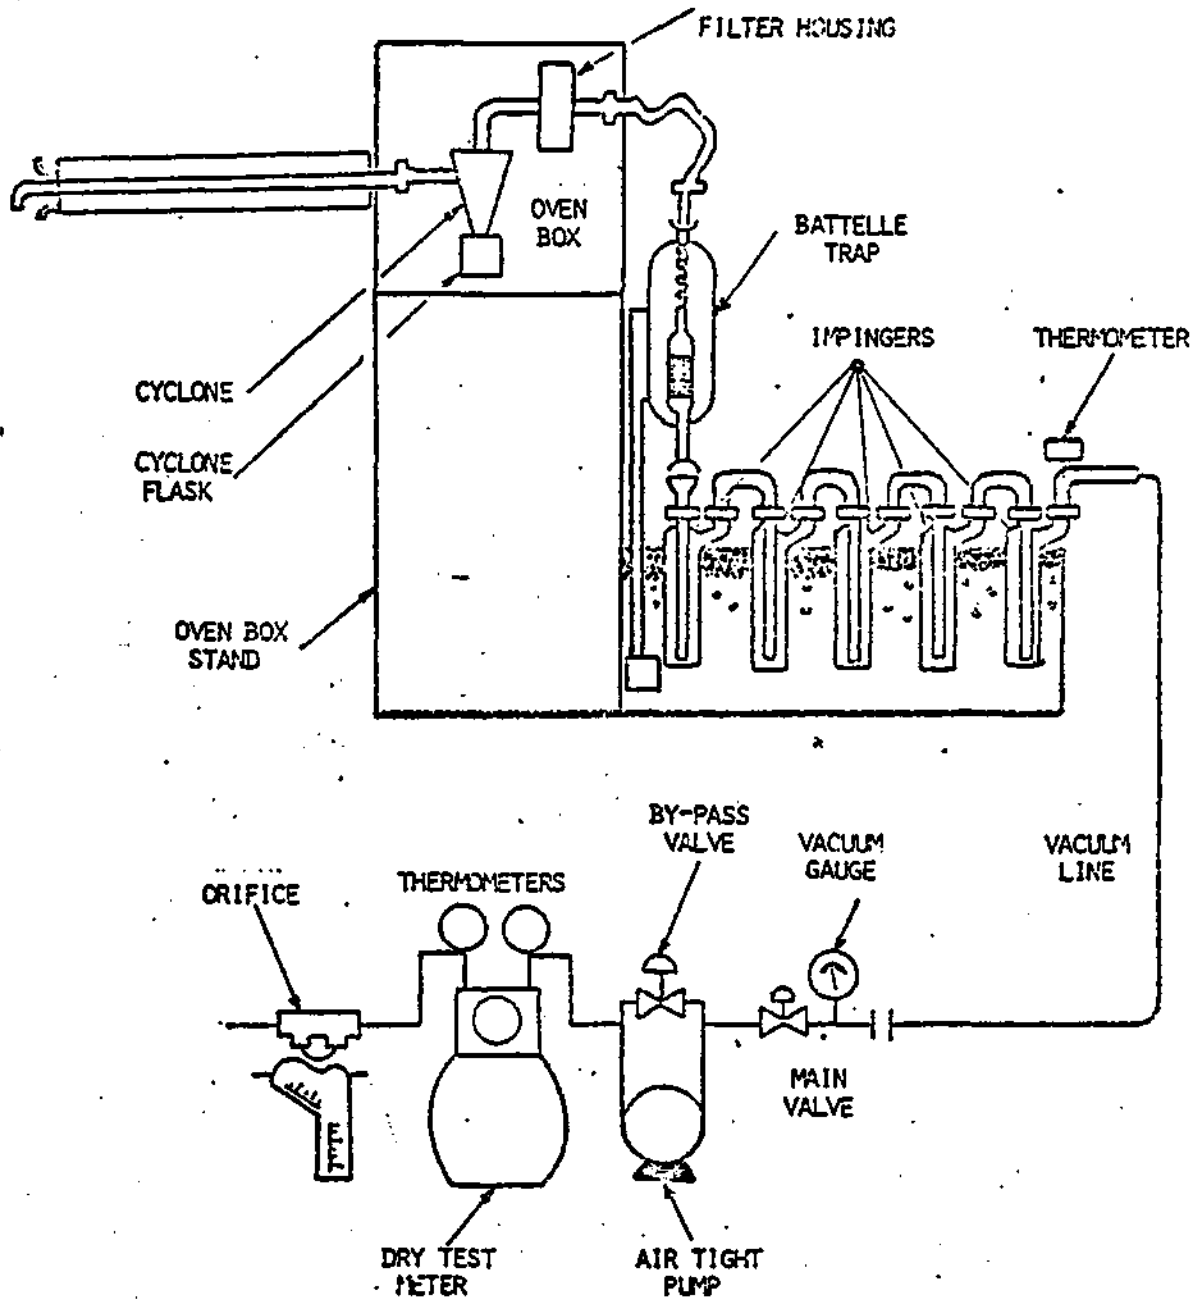 FILTER HOUSING
OVEN
BOX
BATTELLE
TRAP
IMPINGERS
THERMOMETER
CYCLONE
CYCLONE
FLASK
OVEN BOX
STAND
BY-PASS
VALVE
VACUUM
GAUGE
VACUUM
LINE
THERMOMETERS
ORIFICE
MAIN
VALVE
DRY TEST
METER
AIR TIGHT
PUMP